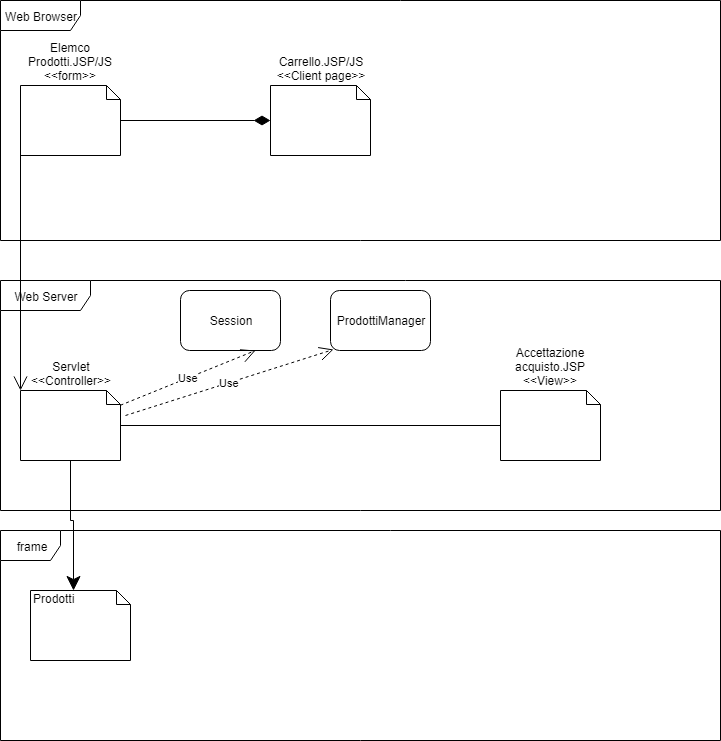 Web Browser
Elemco
Prodotti.JSP/JS
<<form>>
Carrello.JSP/JS
<<Client page>>
Web Server
Session
ProdottiManager
Servlet
<<Controller>>
Use
Use
Accettazione
acquisto.JSP
<<View>>
frame
Prodotti